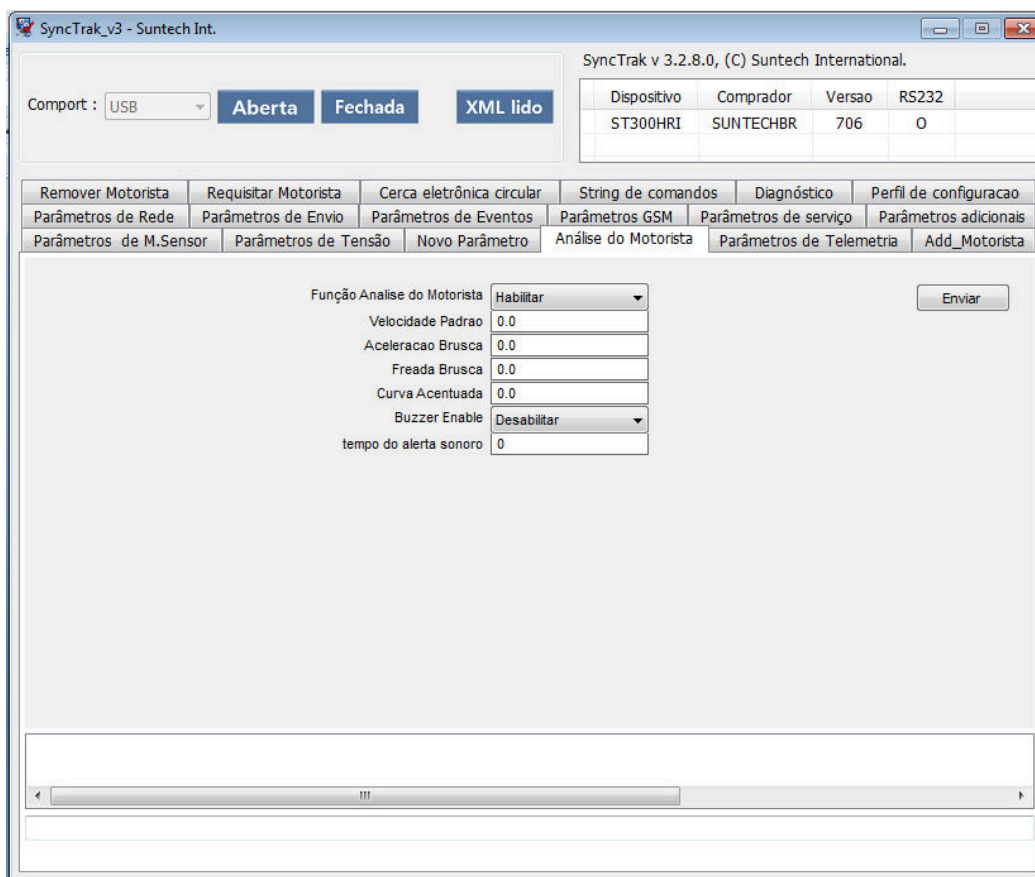 SyncTrak_v3 - Suntech Int.
SyncTrak v 3.2.8.0, (C) Suntech International.
Comport : USB Aberta Fechada XML lido
Dispositivo Comprador Versao RS232
ST300HRI SUNTECHBR 706 O
Remover Motorista Requisitar Motorista Cerca eletrônica circular String de comandos Diagnóstico Perfil de configuracao
Parâmetros de Rede Parâmetros de Envio Parâmetros de Eventos Parâmetros GSM Parâmetros de serviço Parâmetros adicionais
Parâmetros de M.Sensor Parâmetros de Tensão Novo Parâmetro Análise do Motorista Parâmetros de Telemetria Add_Motorista
Função Analise do Motorista Habilitar Enviar
Velocidade Padrao 0.0
Aceleracao Brusca 0.0
Freada Brusca 0.0
Curva Acentuada 0.0
Buzzer Enable Desabilitar
tempo do alerta sonoro 0